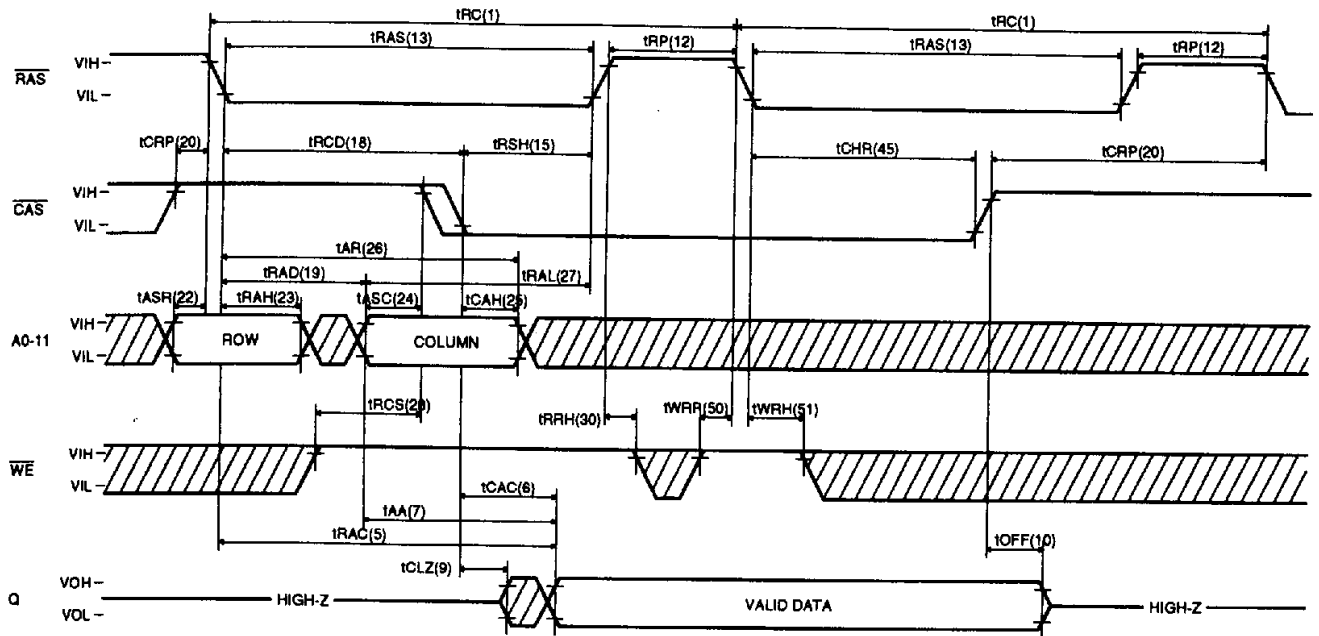 tRC(1) tRC(1)
tRAS(13) tRP(12) tRAS(13) tRP(12)
RAS VIH VIL
tCRP(20) tRCD(18) tRSH(15) tCHR(45) tCRP(20)
CAS VIH VIL
tAR(26)
tRAD(19) tRAL(27)
tASR(22) tRAH(23) tASC(24) tCAH(25)
A0-11 VIH VIL ROW COLUMN
tRCS(28) tRRH(30) tWRP(50) tWRH(51)
WE VIH VIL
tCAC(6)
tAA(7)
tRAC(5) tOFF(10)
tCLZ(9)
Q VOH VOL HIGH-Z VALID DATA HIGH-Z